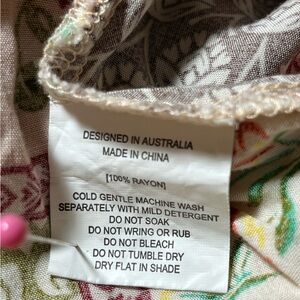 DESIGNED IN AUSTRALIA
MADE IN CHINA
[100% RAYON]
COLD GENTLE MACHINE WASH
SEPARATELY WITH MILD DETERGENT
DO NOT SOAK
DO NOT WRING OR RUB
DO NOT BLEACH
DO NOT TUMBLE DRY
DRY FLAT IN SHADE